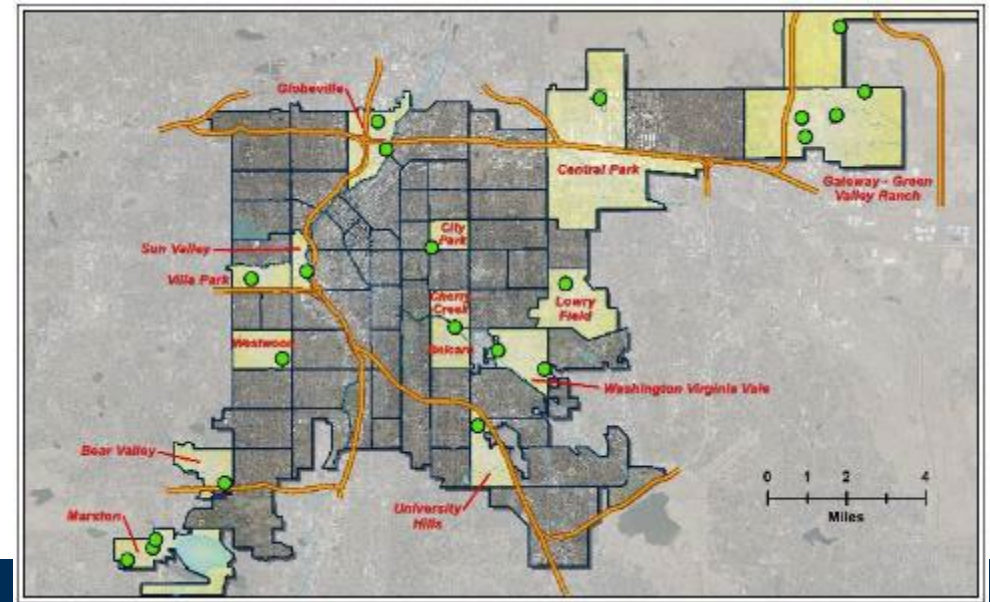 Globeville
Central Park
Gateway - Green
Valley Ranch
City
Park
Sun Valley
Villa Park
Cherry
Creek
Lowry
Field
Westwood
Belcaro
Washington Virginia Vale
Bear Valley
University
Hills
Marston
0 1 2 4
Miles